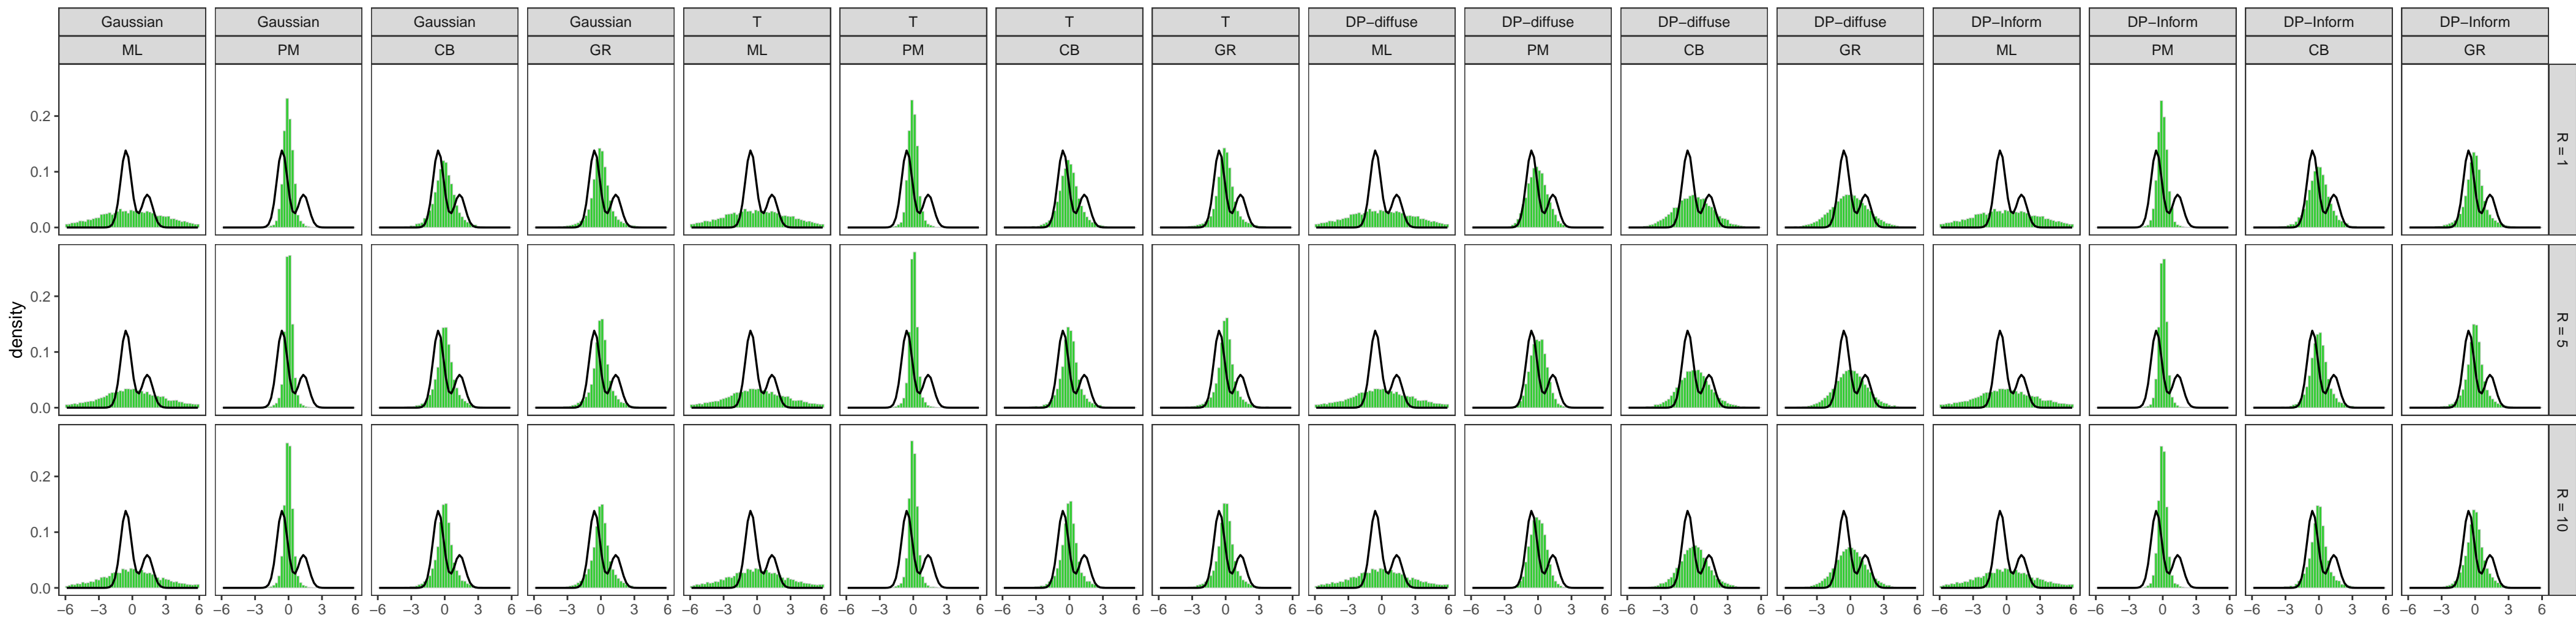 Gaussian Gaussian Gaussian Gaussian T T T T DP−diffuse DP−diffuse DP−diffuse DP−diffuse DP−Inform DP−Inform DP−Inform DP−Inform
ML PM CB GR ML PM CB GR ML PM CB GR ML PM CB GR
0.2
0.1
0.0
R = 1
0.2
0.1
0.0
R = 5
0.2
0.1
0.0
R = 10
density
−6 −3 0 3 6 −6 −3 0 3 6 −6 −3 0 3 6 −6 −3 0 3 6 −6 −3 0 3 6 −6 −3 0 3 6 −6 −3 0 3 6 −6 −3 0 3 6 −6 −3 0 3 6 −6 −3 0 3 6 −6 −3 0 3 6 −6 −3 0 3 6 −6 −3 0 3 6 −6 −3 0 3 6 −6 −3 0 3 6 −6 −3 0 3 6